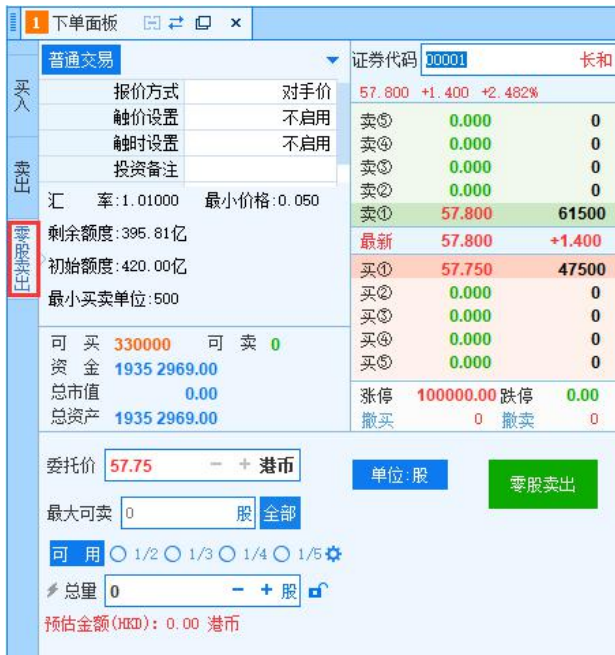 1 下单面板
买入
卖出
零股卖出
普通交易
报价方式 对手价
触价设置 不启用
触时设置 不启用
投资备注
汇 率:1.01000 最小价格:0.050
剩余额度:395.81亿
初始额度:420.00亿
最小买卖单位:500
可 买 330000 可 卖 0
资 金 1935 2969.00
总市值 0.00
总资产 1935 2969.00
证券代码 00001 长和
57.800 +1.400 +2.482%
卖⑤ 0.000 0
卖④ 0.000 0
卖③ 0.000 0
卖② 0.000 0
卖① 57.800 61500
最新 57.800 +1.400
买① 57.750 47500
买② 0.000 0
买③ 0.000 0
买④ 0.000 0
买⑤ 0.000 0
涨停 100000.00 跌停 0.00
撤买 0 撤卖 0
委托价 57.75 － + 港币
单位:股
零股卖出
最大可卖 0 股 全部
可 用 1/2 1/3 1/4 1/5
总量 0 － + 股
预估金额(HKD): 0.00 港币